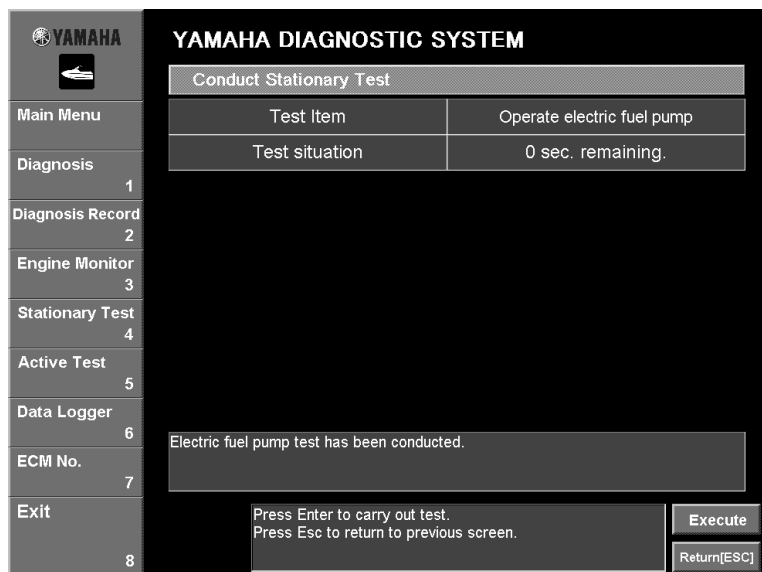 YAMAHA
YAMAHA DIAGNOSTIC SYSTEM
Conduct Stationary Test
Test Item
Operate electric fuel pump
Test situation
0 sec. remaining.
Main Menu
Diagnosis
1
Diagnosis Record
2
Engine Monitor
3
Stationary Test
4
Active Test
5
Data Logger
6
ECM No.
7
Exit
8
Electric fuel pump test has been conducted.
Press Enter to carry out test.
Press Esc to return to previous screen.
Execute
Return[ESC]